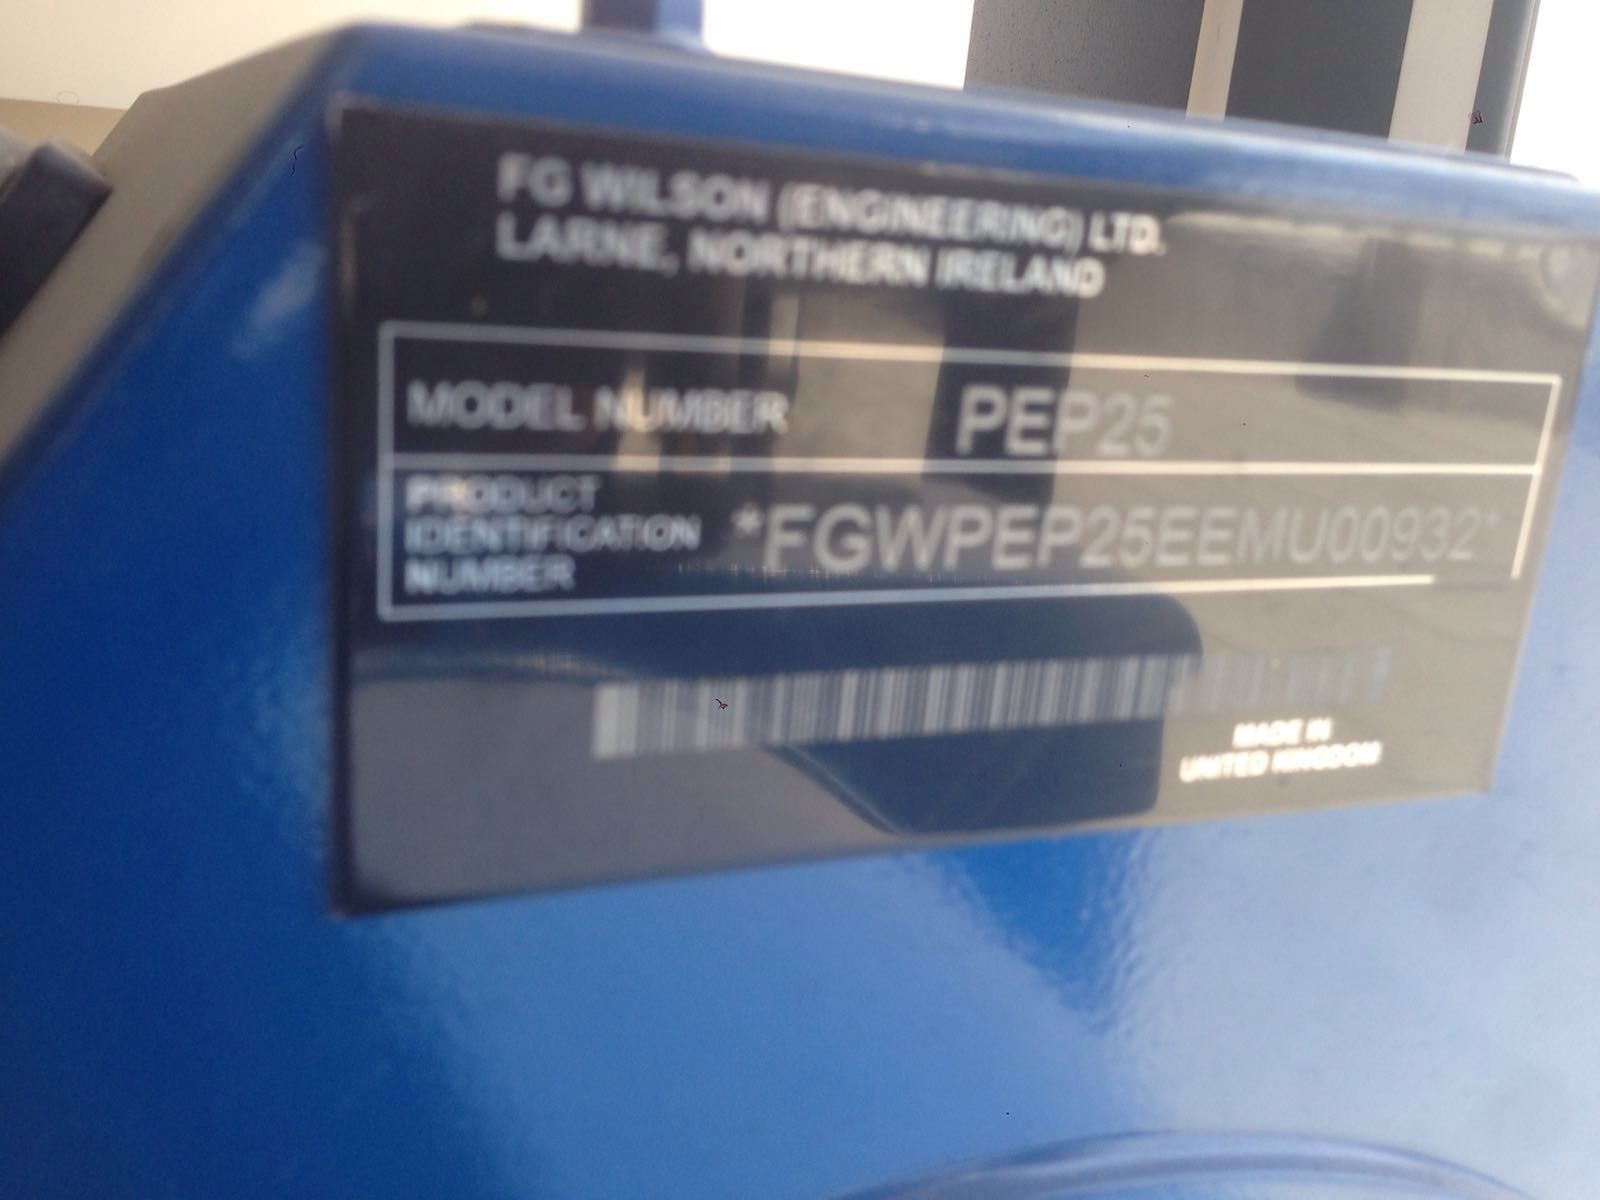 FG WILSON (ENGINEERING) LTD.
LARNE, NORTHERN IRELAND
MODEL NUMBER PEP25
PRODUCT
IDENTIFICATION
NUMBER
*FGWPEP25EEMU00932*
MADE IN
UNITED KINGDOM